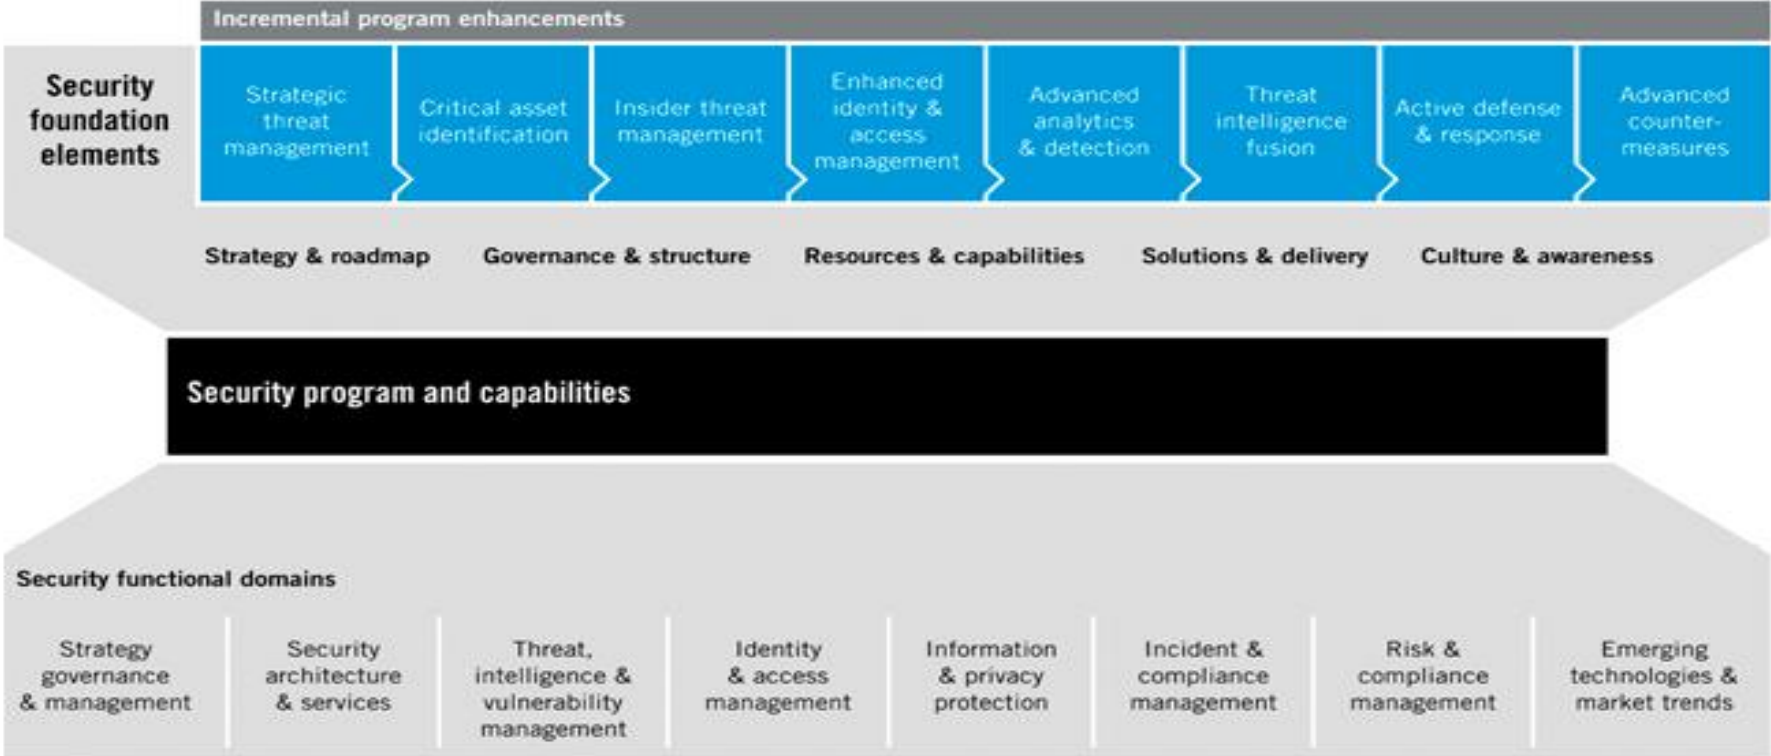 Incremental program enhancements
Security
foundation
elements
Strategic
threat
management
Critical asset
identification
Insider threat
management
Enhanced
identity &
access
management
Advanced
analytics
& detection
Threat
intelligence
fusion
Active defense
& response
Advanced
counter-
measures
Strategy & roadmap
Governance & structure
Resources & capabilities
Solutions & delivery
Culture & awareness
Security program and capabilities
Security functional domains
Strategy
governance
& management
Security
architecture
& services
Threat,
intelligence &
vulnerability
management
Identity
& access
management
Information
& privacy
protection
Incident &
compliance
management
Risk &
compliance
management
Emerging
technologies &
market trends